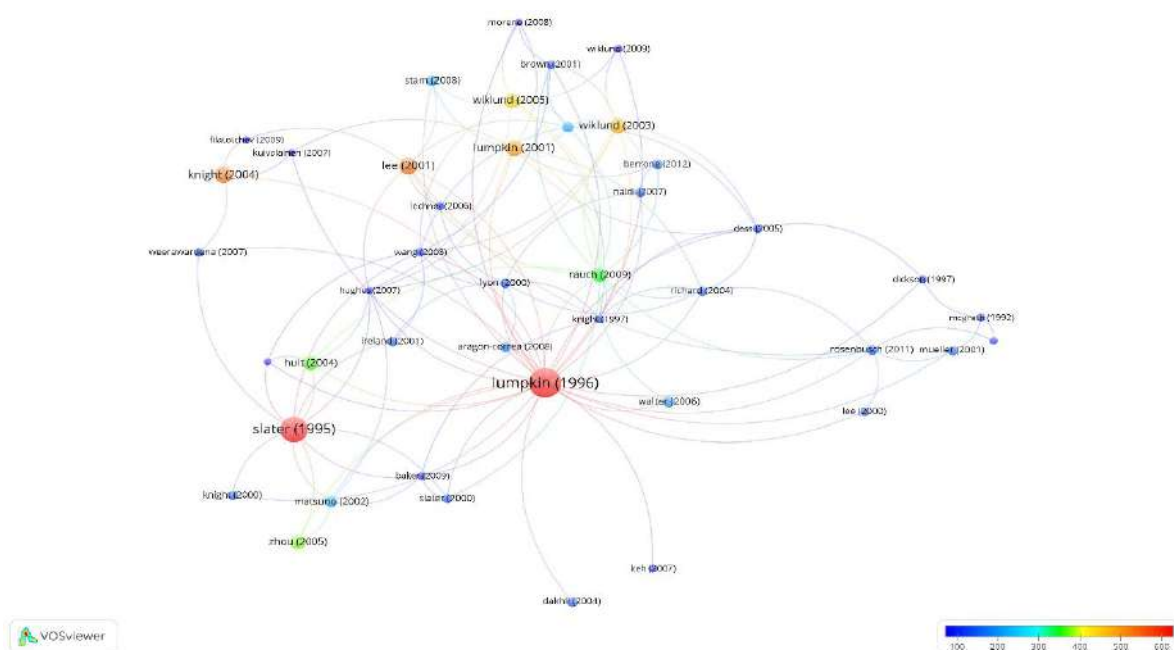 morano (2008)
wiklund (2009)
brown (2001)
stam (2008)
wiklund (2005)
wiklund (2003)
filatotchev (2009)
kuivalainen (2007)
lumpkin (2001)
lee (2001)
berrone (2012)
knight (2004)
naldi (2007)
lechner (2006)
dess (2005)
weerawardena (2007)
wang (2008)
rauch (2009)
dickson (1997)
lyon (2000)
hughes (2007)
richard (2004)
knight (1997)
mcgrath (1992)
ireland (2001)
aragon-correa (2008)
rosenbusch (2011)
mueller (2001)
hult (2004)
lumpkin (1996)
walter (2006)
lee (2000)
slater (1995)
baker (2009)
knight (2000)
matsuno (2002)
slater (2000)
zhou (2005)
keh (2007)
dakhli (2004)
VOSviewer
100 200 300 400 500 600